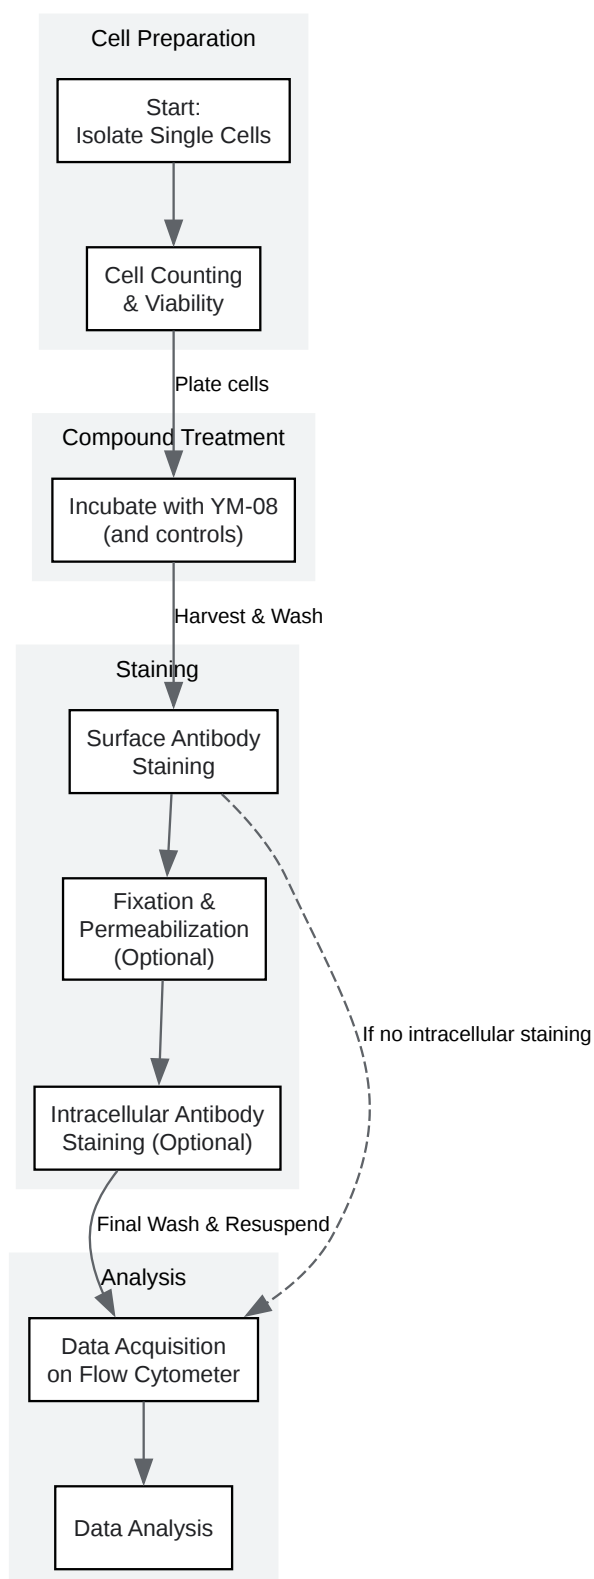 Cell Preparation
Start:
Isolate Single Cells
Cell Counting
& Viability
Plate cells
Compound Treatment
Incubate with YM-08
(and controls)
Harvest & Wash
Staining
Surface Antibody
Staining
Fixation &
Permeabilization
(Optional)
If no intracellular staining
Intracellular Antibody
Staining (Optional)
Final Wash & Resuspend
Analysis
Data Acquisition
on Flow Cytometer
Data Analysis